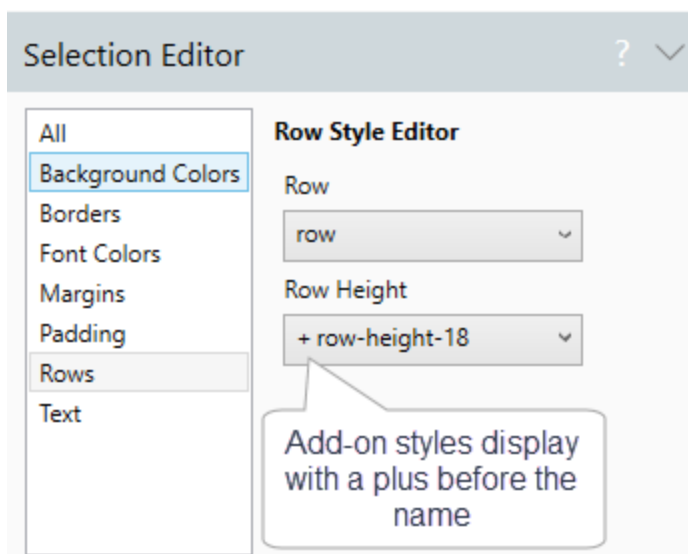 Selection Editor
?
All
Background Colors
Borders
Font Colors
Margins
Padding
Rows
Text
Row Style Editor
Row
row
Row Height
+ row-height-18
Add-on styles display
with a plus before the
name